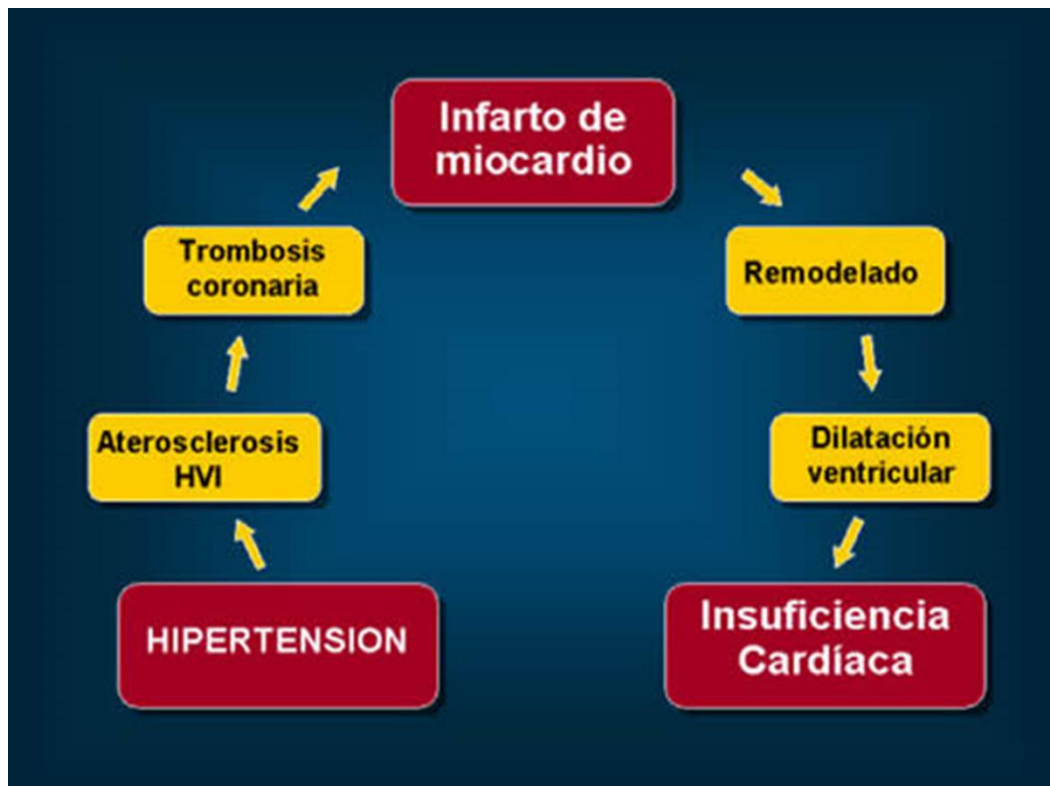 Infarto de
miocardio
Trombosis
coronaria
Remodelado
Aterosclerosis
HVI
Dilatación
ventricular
HIPERTENSION
Insuficiencia
Cardíaca